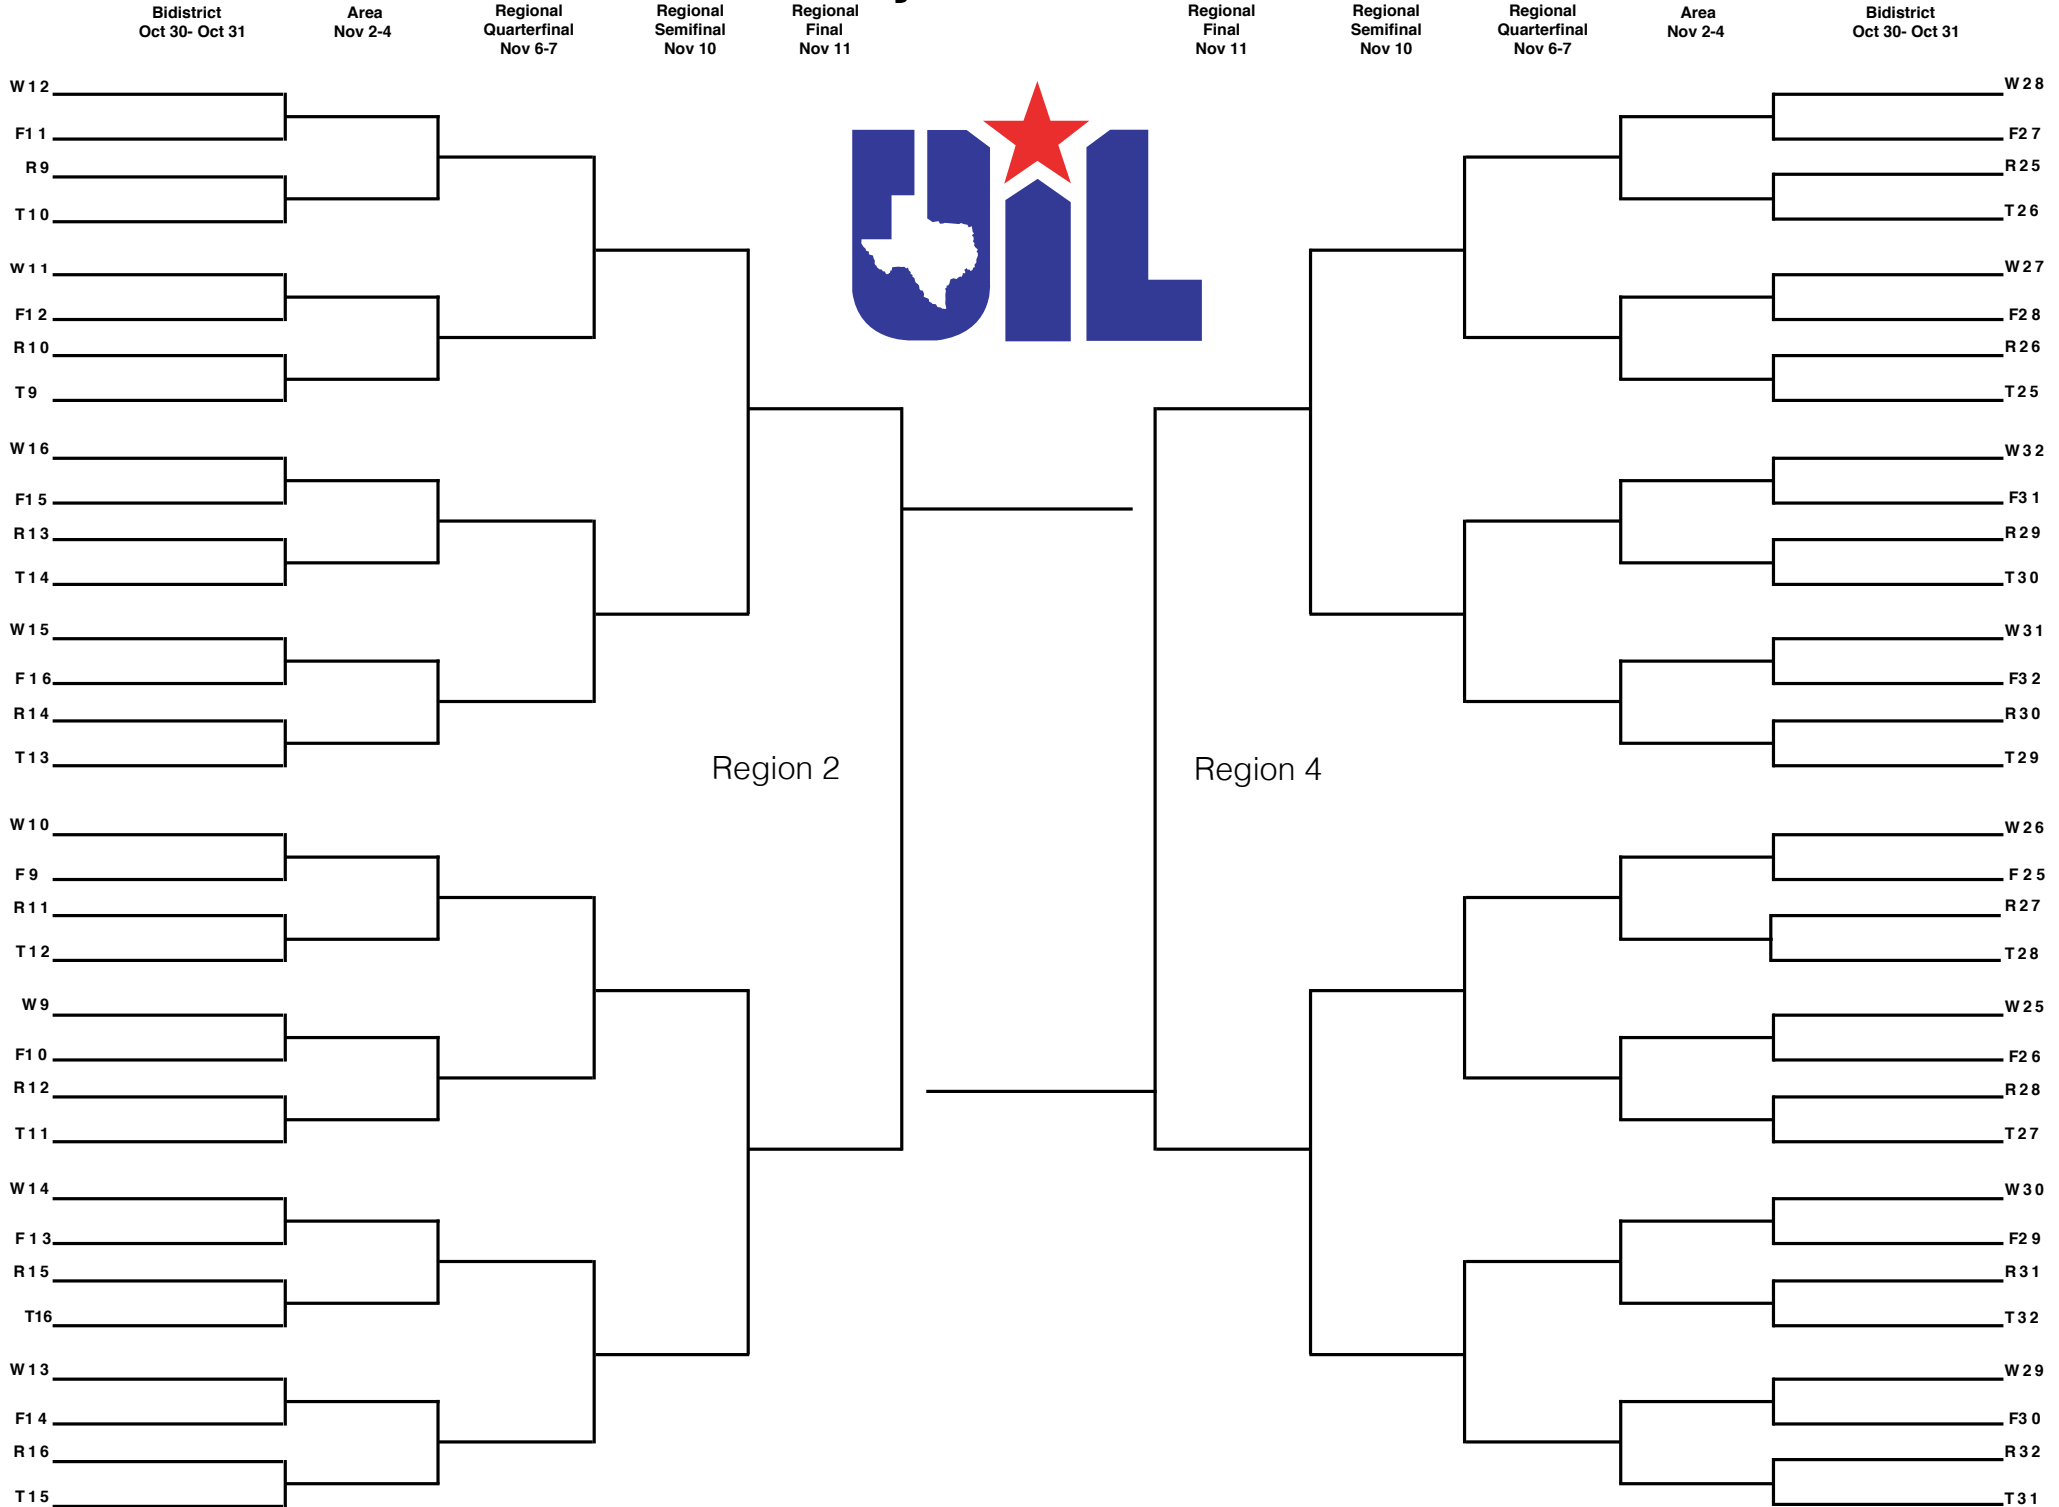 Bidistrict
Oct 30- Oct 31
Area
Nov 2-4
Regional
Quarterfinal
Nov 6-7
Regional
Semifinal
Nov 10
Regional
Final
Nov 11
Regional
Final
Nov 11
Regional
Semifinal
Nov 10
Regional
Quarterfinal
Nov 6-7
Area
Nov 2-4
Bidistrict
Oct 30- Oct 31
UIL
W12
F11
R9
T10
W11
F12
R10
T9
W16
F15
R13
T14
W15
F16
R14
T13
Region 2
W10
F9
R11
T12
W9
F10
R12
T11
W14
F13
R15
T16
W13
F14
R16
T15
W28
F27
R25
T26
W27
F28
R26
T25
W32
F31
R29
T30
W31
F32
R30
T29
Region 4
W26
F25
R27
T28
W25
F26
R28
T27
W30
F29
R31
T32
W29
F30
R32
T31